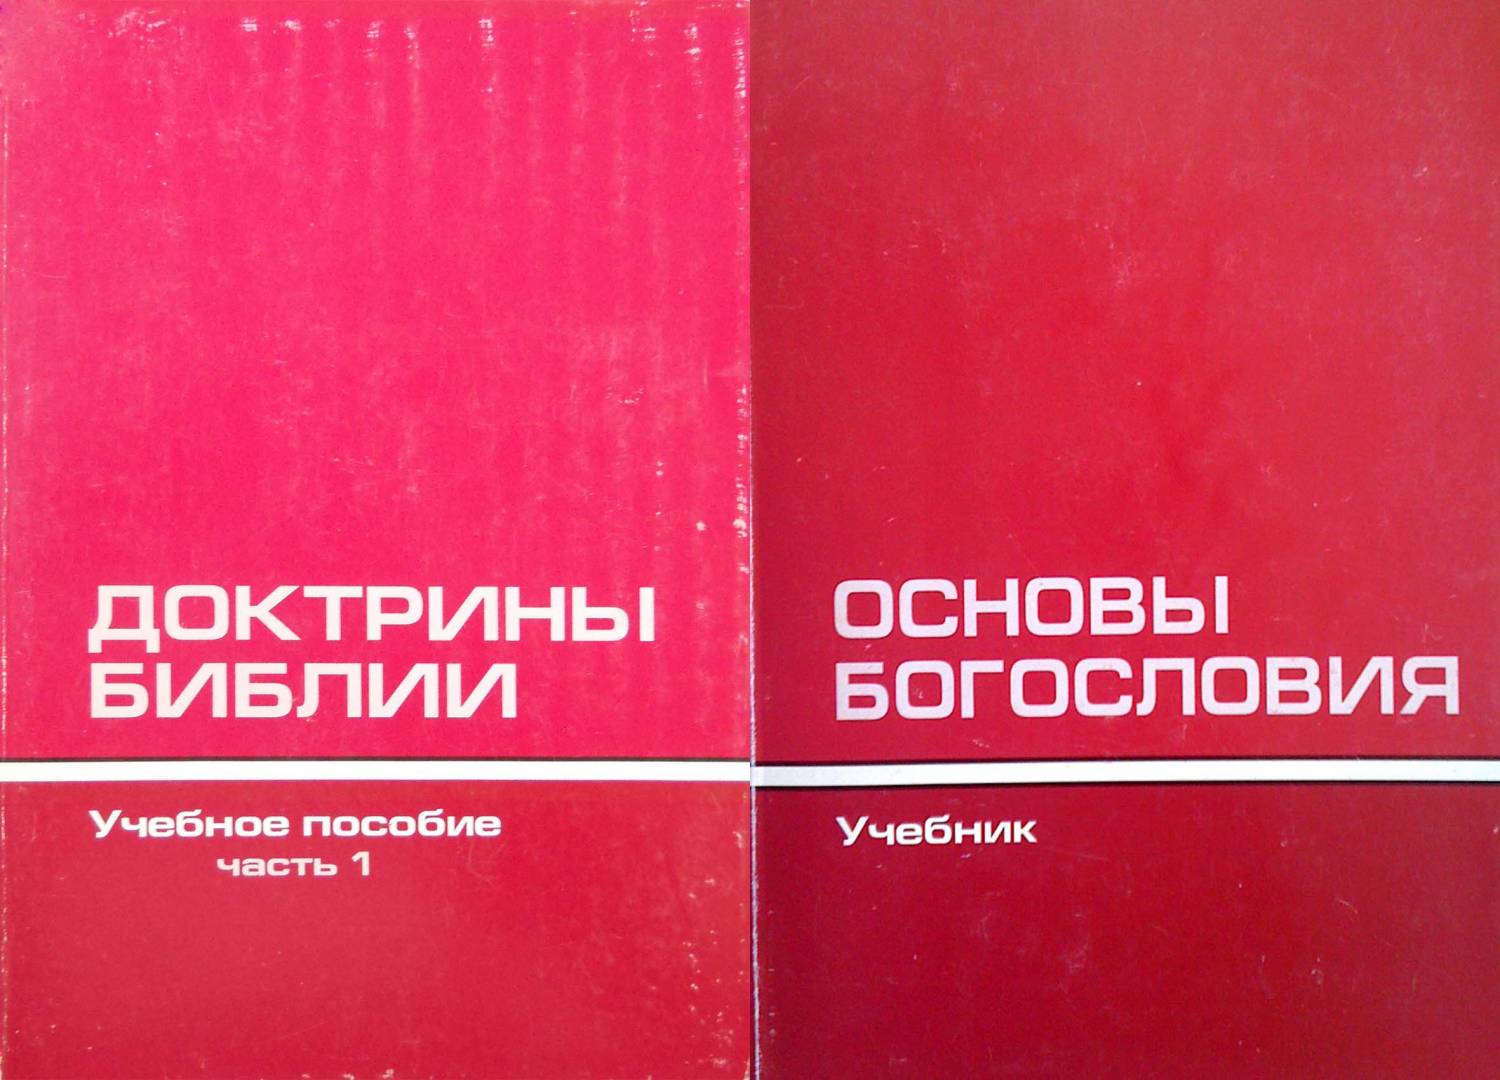 ДОКТРИНЫ
БИБЛИИ
Учебное пособие
часть 1
ОСНОВЫ
БОГОСЛОВИЯ
Учебник